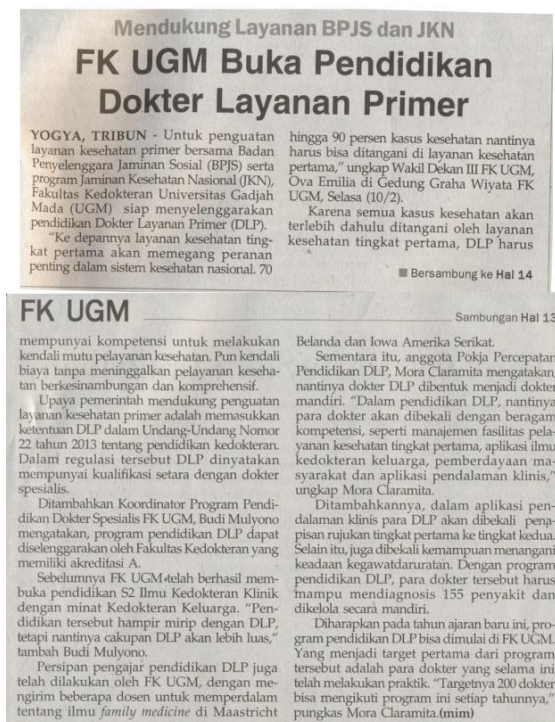 Mendukung Layanan BPJS dan JKN
FK UGM Buka Pendidikan
Dokter Layanan Primer
YOGYA, TRIBUN - Untuk penguatan
layanan kesehatan primer bersama Badan
Penyelenggara Jaminan Sosial (BPJS) serta
program Jaminan Kesehatan Nasional (JKN),
Fakultas Kedokteran Universitas Gadjah
Mada (UGM) siap menyelenggarakan
pendidikan Dokter Layanan Primer (DLP).
"Ke depannya layanan kesehatan ting-
kat pertama akan memegang peranan
penting dalam sistem kesehatan nasional. 70
hingga 90 persen kasus kesehatan nantinya
harus bisa ditangani di layanan kesehatan
pertama," ungkap Wakil Dekan III FK UGM,
Ova Emilia di Gedung Graha Wiyata FK
UGM, Selasa (10/2).
Karena semua kasus kesehatan akan
terlebih dahulu ditangani oleh layanan
kesehatan tingkat pertama, DLP harus
■ Bersambung ke Hal 14
FK UGM
Sambungan Hal 13
mempunyai kompetensi untuk melakukan
kendali mutu pelayanan kesehatan. Pun kendali
biaya tanpa meninggalkan pelayanan keseha-
tan berkesinambungan dan komprehensif.
Upaya pemerintah mendukung penguatan
layanan kesehatan primer adalah memasukkan
ketentuan DLP dalam Undang-Undang Nomor
22 tahun 2013 tentang pendidikan kedokteran.
Dalam regulasi tersebut DLP dinyatakan
mempunyai kualifikasi setara dengan dokter
spesialis.
Ditambahkan Koordinator Program Pendi-
dikan Dokter Spesialis FK UGM, Budi Mulyono
mengatakan, program pendidikan DLP dapat
diselenggarakan oleh Fakultas Kedokteran yang
memiliki akreditasi A.
Sebelumnya FK UGM telah berhasil mem-
buka pendidikan S2 Ilmu Kedokteran Klinik
dengan minat Kedokteran Keluarga. "Pen-
didikan tersebut hampir mirip dengan DLP,
tetapi nantinya cakupan DLP akan lebih luas,"
tambah Budi Mulyono.
Persipan pengajar pendidikan DLP juga
telah dilakukan oleh FK UGM, dengan me-
ngirim beberapa dosen untuk memperdalam
tentang ilmu family medicine di Maastricht
Belanda dan Iowa Amerika Serikat.
Sementara itu, anggota Pokja Percepatan
Pendidikan DLP, Mora Claramita mengatakan,
nantinya dokter DLP dibentuk menjadi dokter
mandiri. "Dalam pendidikan DLP, nantinya
para dokter akan dibekali dengan beragam
kompetensi, seperti manajemen fasilitas pela-
yanan kesehatan tingkat pertama, aplikasi ilmu
kedokteran keluarga, pemberdayaan ma-
syarakat dan aplikasi pendalaman klinis,"
ungkap Mora Claramita.
Ditambahkannya, dalam aplikasi pen-
dalaman klinis para DLP akan dibekali pena-
pisan rujukan tingkat pertama ke tingkat kedua.
Selain itu, juga dibekali kemampuan menangani
keadaan kegawatdaruratan. Dengan program
pendidikan DLP, para dokter tersebut harus
mampu mendiagnosis 155 penyakit dan
dikelola secara mandiri.
Diharapkan pada tahun ajaran baru ini, pro-
gram pendidikan DLP bisa dimulai di FK UGM.
Yang menjadi target pertama dari program
tersebut adalah para dokter yang selama ini
telah melakukan praktik. "Targetnya 200 dokter
bisa mengikuti program ini setiap tahunnya,"
pungkas Mora Claramita.(mim)